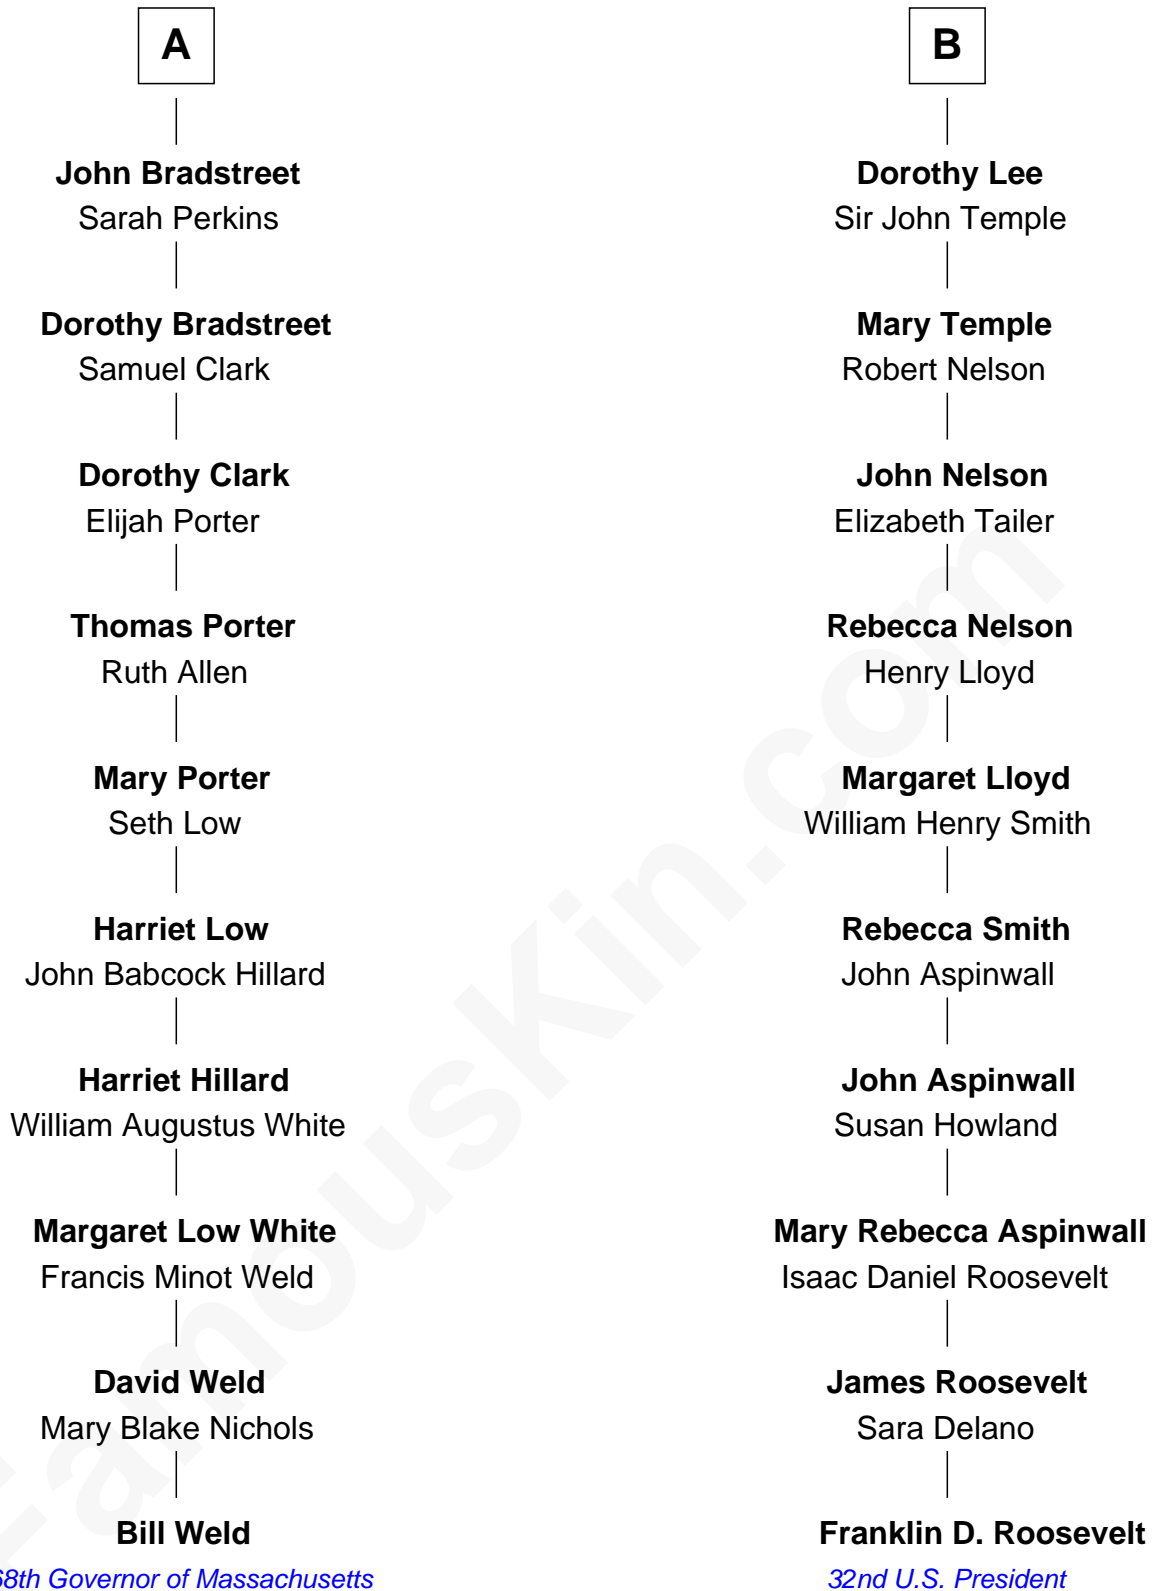 A
John Bradstreet
Sarah Perkins
Dorothy Bradstreet
Samuel Clark
Dorothy Clark
Elijah Porter
Thomas Porter
Ruth Allen
Mary Porter
Seth Low
Harriet Low
John Babcock Hillard
Harriet Hillard
William Augustus White
Margaret Low White
Francis Minot Weld
David Weld
Mary Blake Nichols
Bill Weld
68th Governor of Massachusetts
B
Dorothy Lee
Sir John Temple
Mary Temple
Robert Nelson
John Nelson
Elizabeth Tailer
Rebecca Nelson
Henry Lloyd
Margaret Lloyd
William Henry Smith
Rebecca Smith
John Aspinwall
John Aspinwall
Susan Howland
Mary Rebecca Aspinwall
Isaac Daniel Roosevelt
James Roosevelt
Sara Delano
Franklin D. Roosevelt
32nd U.S. President
FamousKin.com